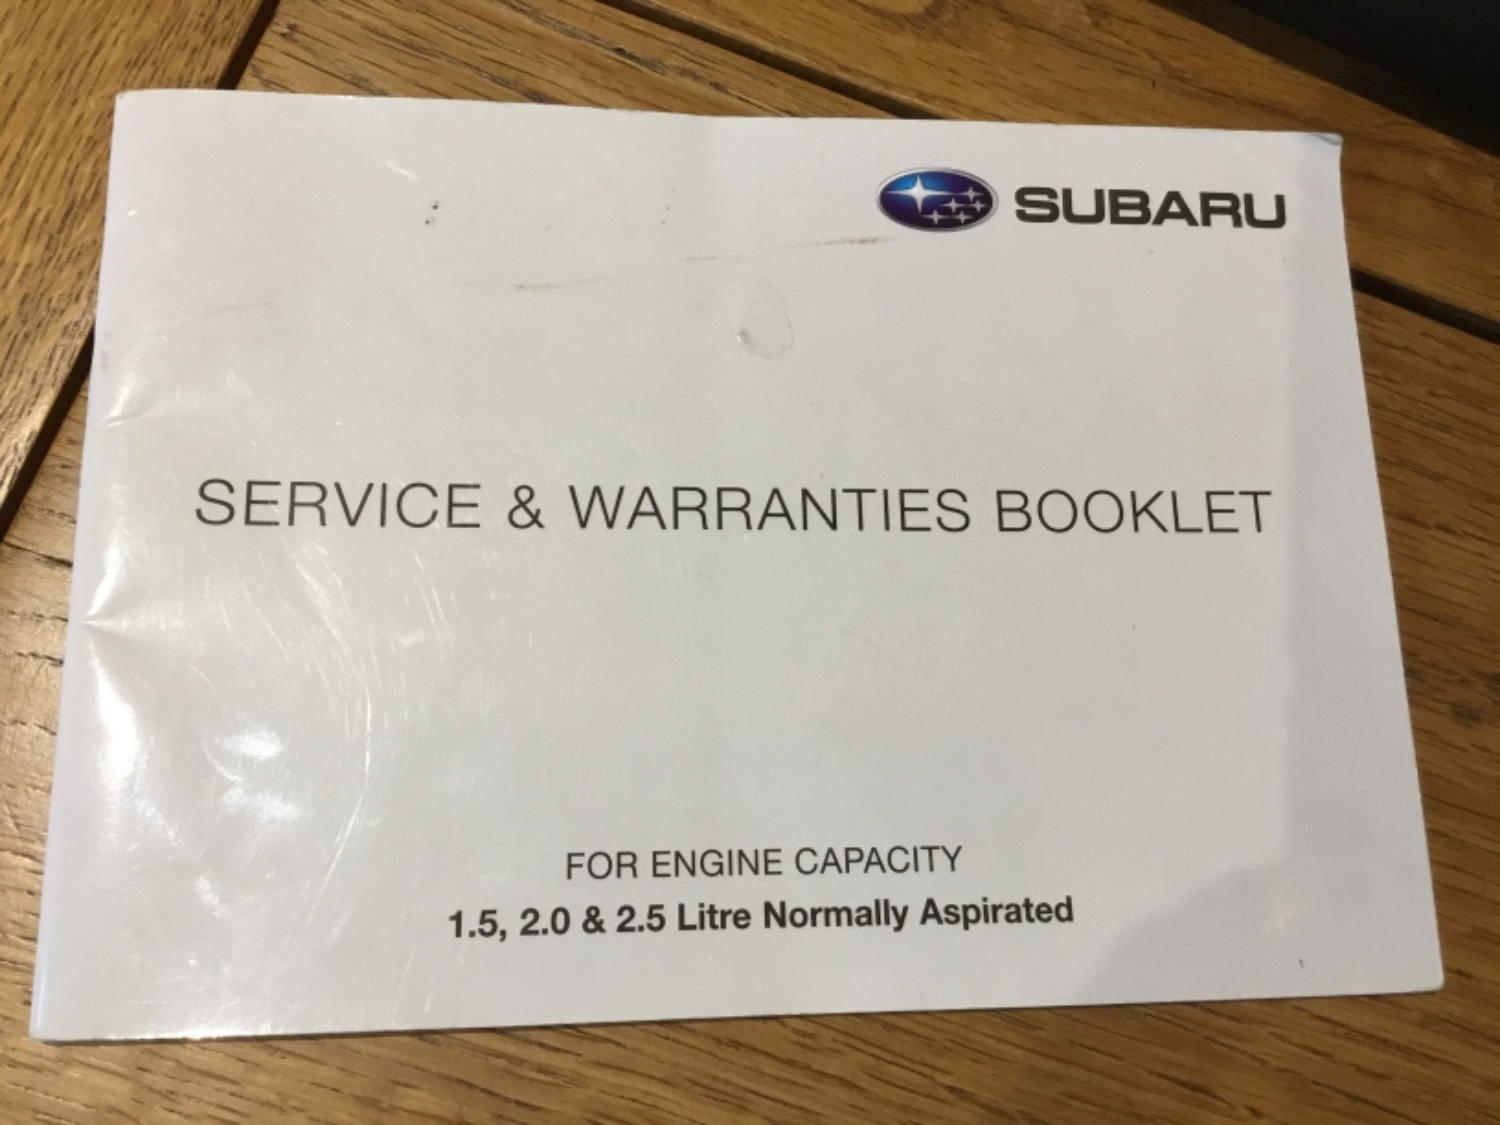 SUBARU
SERVICE & WARRANTIES BOOKLET
FOR ENGINE CAPACITY
1.5, 2.0 & 2.5 Litre Normally Aspirated